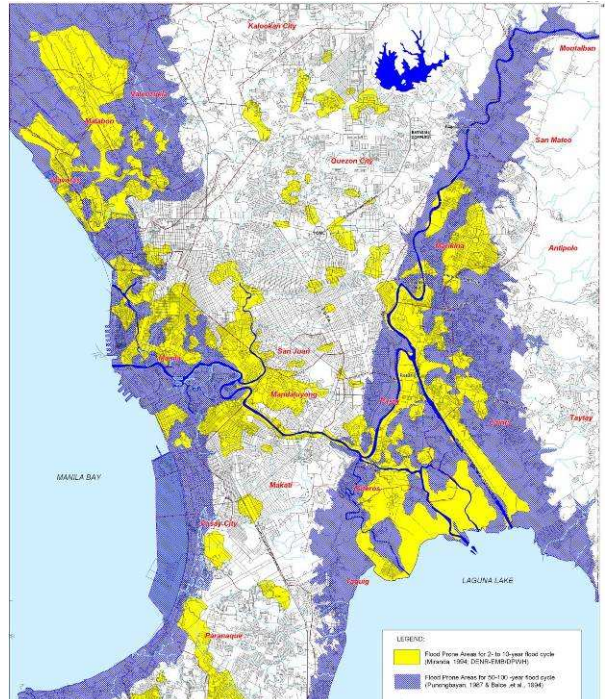 Kalookan City
Montalban
Valenzuela
Malabon
San Mateo
Quezon City
Navotas
Marikina
Antipolo
San Juan
Manila
Mandaluyong
Pasig
Cainta
Taytay
MANILA BAY
Makati
Pateros
Pasay City
Taguig
LAGUNA LAKE
Paranaque
LEGEND:
Flood Prone Areas for 2- to 10-year flood cycle
(Miranda, 1994; DENR-EMB/DPWH)
Flood Prone Areas for 50-100 -year flood cycle
(Punongbayan, 1987 & Baloc ,et al., 1994)